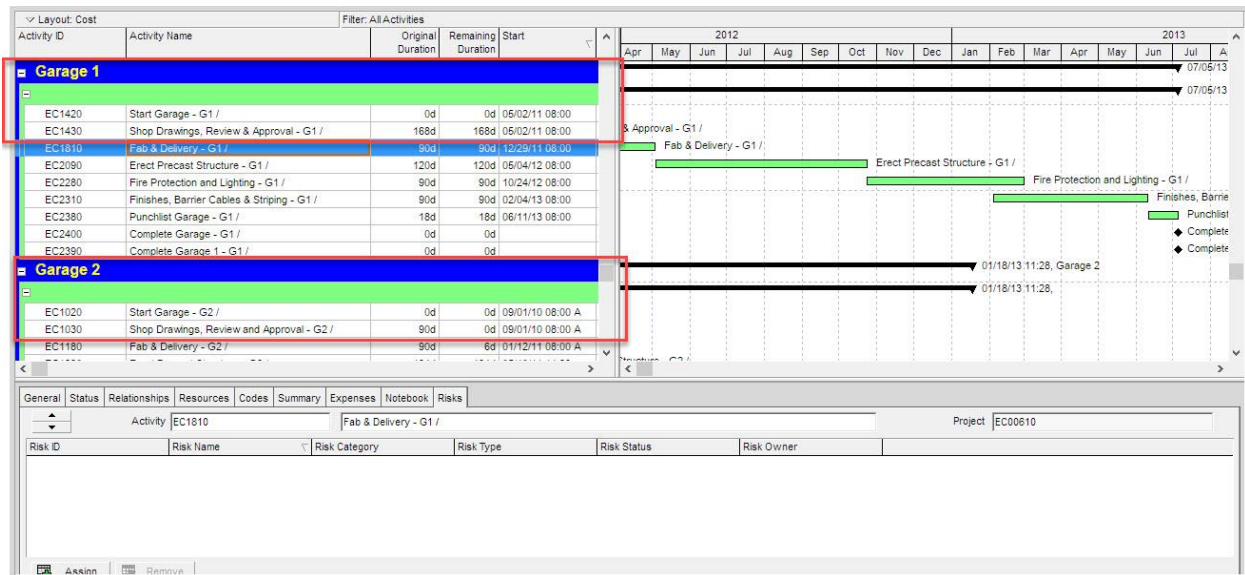 Layout: Cost Filter: All Activities
Activity ID Activity Name Original Duration Remaining Duration Start
2012 2013
Apr May Jun Jul Aug Sep Oct Nov Dec Jan Feb Mar Apr May Jun Jul A
Garage 1 07/05/13
07/05/13
EC1420 Start Garage - G1 / 0d 0d 05/02/11 08:00
EC1430 Shop Drawings, Review & Approval - G1 / 168d 168d 05/02/11 08:00 & Approval - G1 /
EC1810 Fab & Delivery - G1 / 90d 90d 12/29/11 08:00 Fab & Delivery - G1 /
EC2090 Erect Precast Structure - G1 / 120d 120d 05/04/12 08:00 Erect Precast Structure - G1 /
EC2280 Fire Protection and Lighting - G1 / 90d 90d 10/24/12 08:00 Fire Protection and Lighting - G1 /
EC2310 Finishes, Barrier Cables & Striping - G1 / 90d 90d 02/04/13 08:00 Finishes, Barrie
EC2380 Punchlist Garage - G1 / 18d 18d 06/11/13 08:00 Punchlist
EC2400 Complete Garage - G1 / 0d 0d Complete
EC2390 Complete Garage 1 - G1 / 0d 0d Complete
Garage 2 01/18/13 11:28, Garage 2
01/18/13 11:28,
EC1020 Start Garage - G2 / 0d 0d 09/01/10 08:00 A
EC1030 Shop Drawings, Review and Approval - G2 / 90d 0d 09/01/10 08:00 A
EC1180 Fab & Delivery - G2 / 90d 6d 01/12/11 08:00 A
General Status Relationships Resources Codes Summary Expenses Notebook Risks
Activity EC1810 Fab & Delivery - G1 / Project EC00610
Risk ID Risk Name Risk Category Risk Type Risk Status Risk Owner
Assign Remove